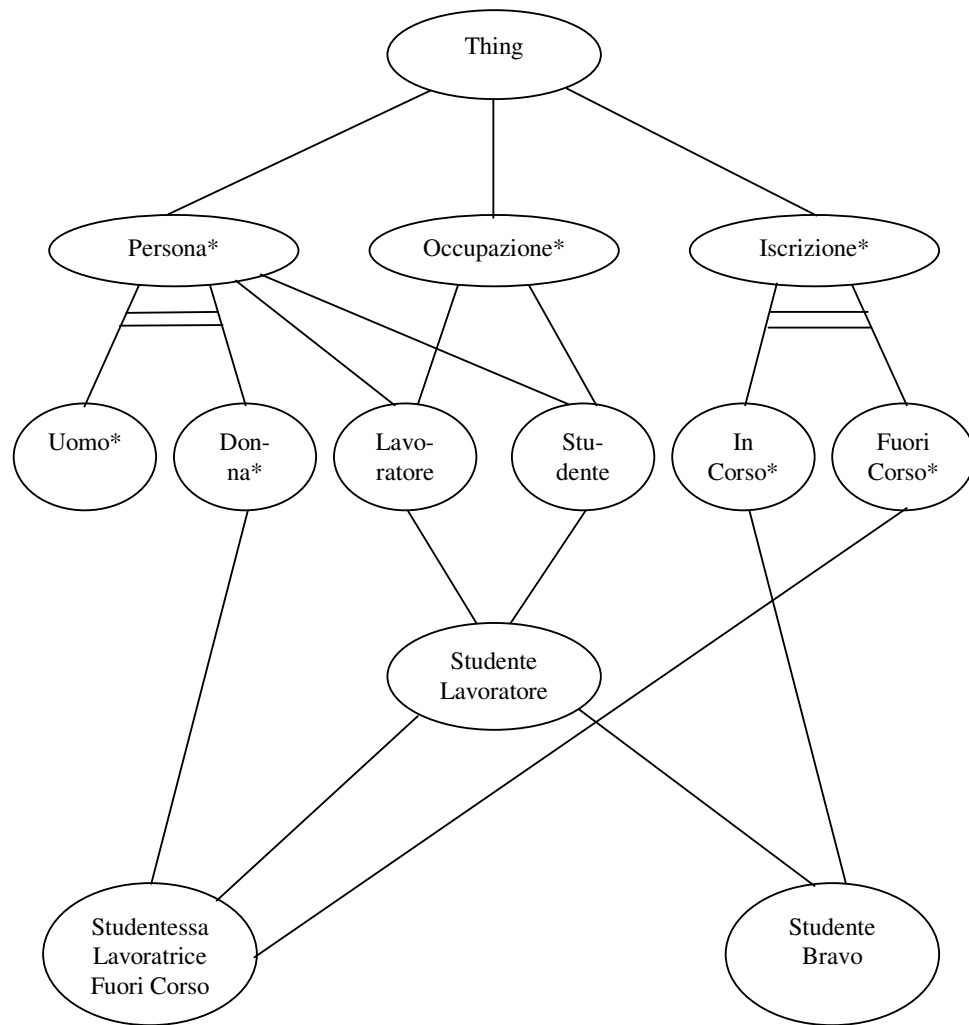 Thing
Persona*
Occupazione*
Iscrizione*
Uomo*
Don-
na*
Lavo-
ratore
Stu-
dente
In
Corso*
Fuori
Corso*
Studente
Lavoratore
Studentessa
Lavoratrice
Fuori Corso
Studente
Bravo